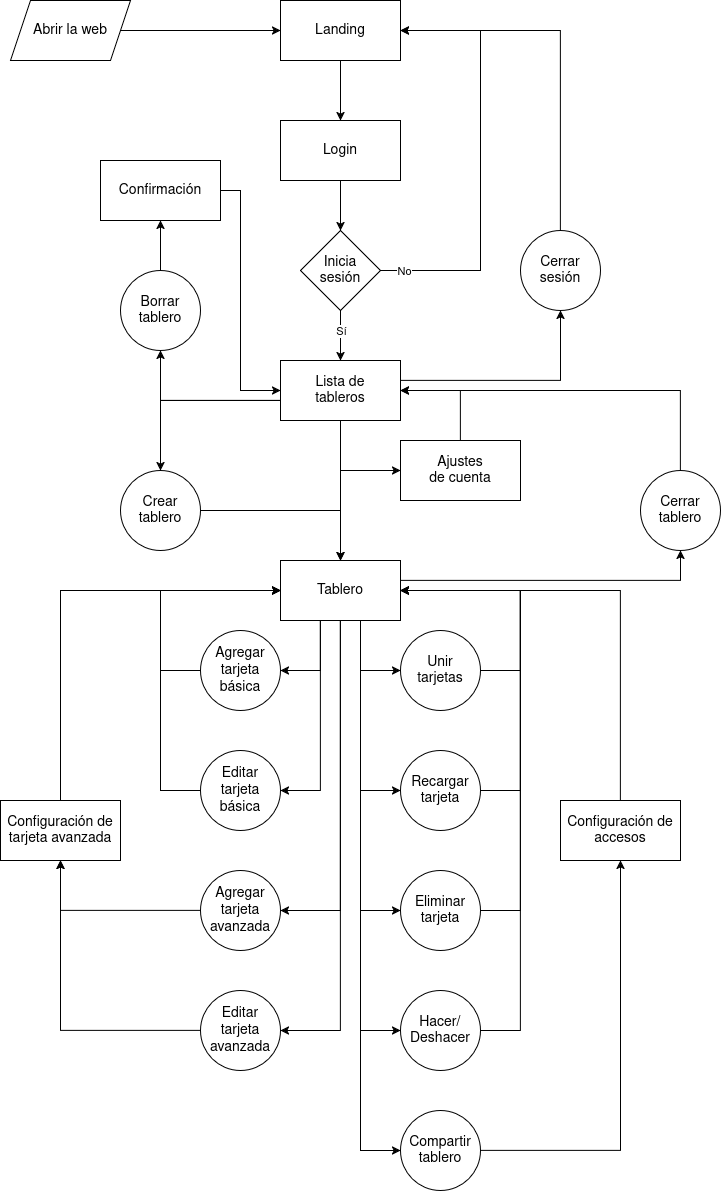 Abrir la web
Landing
Login
Confirmación
Inicia
sesión
No
Cerrar
sesión
Borrar
tablero
Sí
Lista de
tableros
Ajustes
de cuenta
Crear
tablero
Cerrar
tablero
Tablero
Agregar
tarjeta
básica
Unir
tarjetas
Editar
tarjeta
básica
Recargar
tarjeta
Configuración de
tarjeta avanzada
Configuración de
accesos
Agregar
tarjeta
avanzada
Eliminar
tarjeta
Editar
tarjeta
avanzada
Hacer/
Deshacer
Compartir
tablero